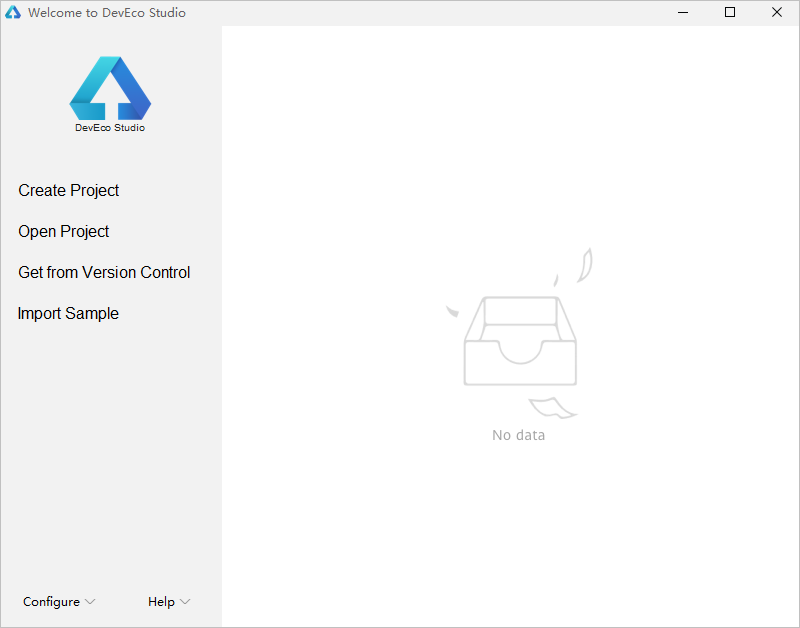 Welcome to DevEco Studio
DevEco Studio
Create Project
Open Project
Get from Version Control
Import Sample
No data
Configure
Help